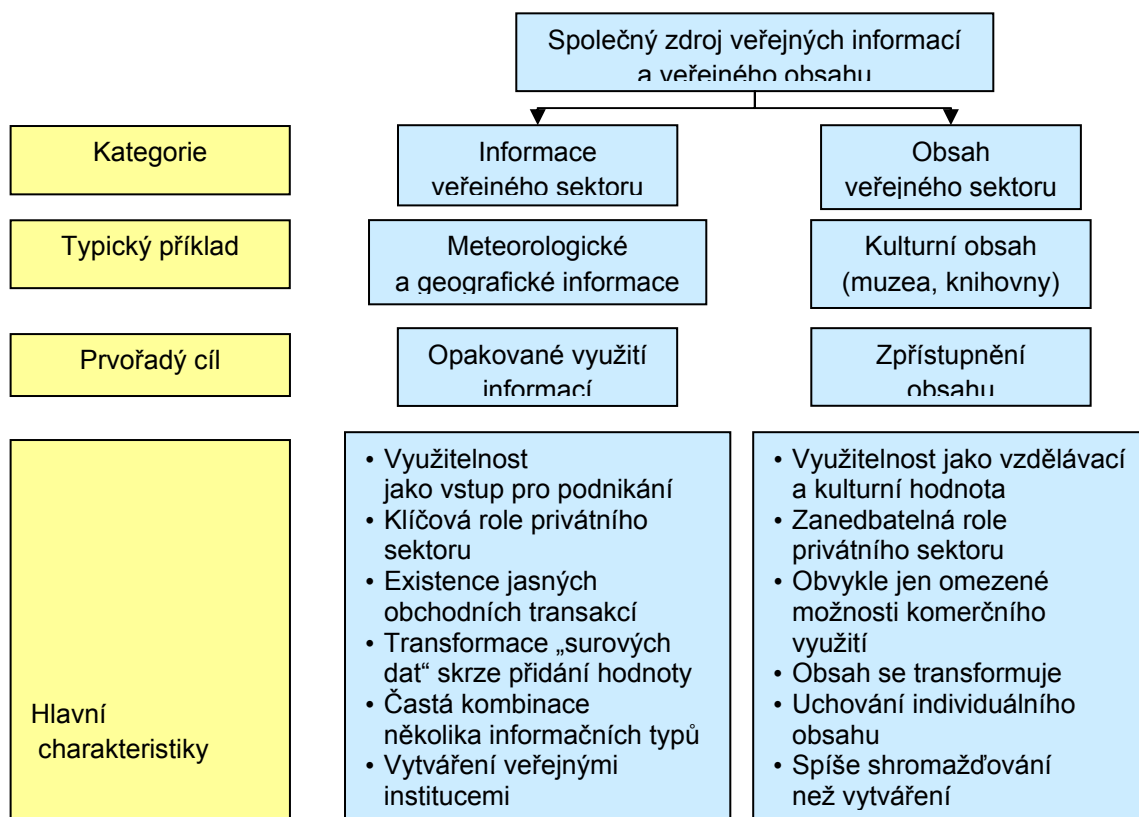 Společný zdroj veřejných informací
a veřejného obsahu
Kategorie
Informace
veřejného sektoru
Obsah
veřejného sektoru
Typický příklad
Meteorologické
a geografické informace
Kulturní obsah
(muzea, knihovny)
Prvořadý cíl
Opakované využití
informací
Zpřístupnění
obsahu
Hlavní
charakteristiky
• Využitelnost
jako vstup pro podnikání
• Klíčová role privátního
sektoru
• Existence jasných
obchodních transakcí
• Transformace „surových
dat“ skrze přidání hodnoty
• Častá kombinace
několika informačních typů
• Vytváření veřejnými
institucemi
• Využitelnost jako vzdělávací
a kulturní hodnota
• Zanedbatelná role
privátního sektoru
• Obvykle jen omezené
možnosti komerčního
využití
• Obsah se transformuje
• Uchování individuálního
obsahu
• Spíše shromažďování
než vytváření